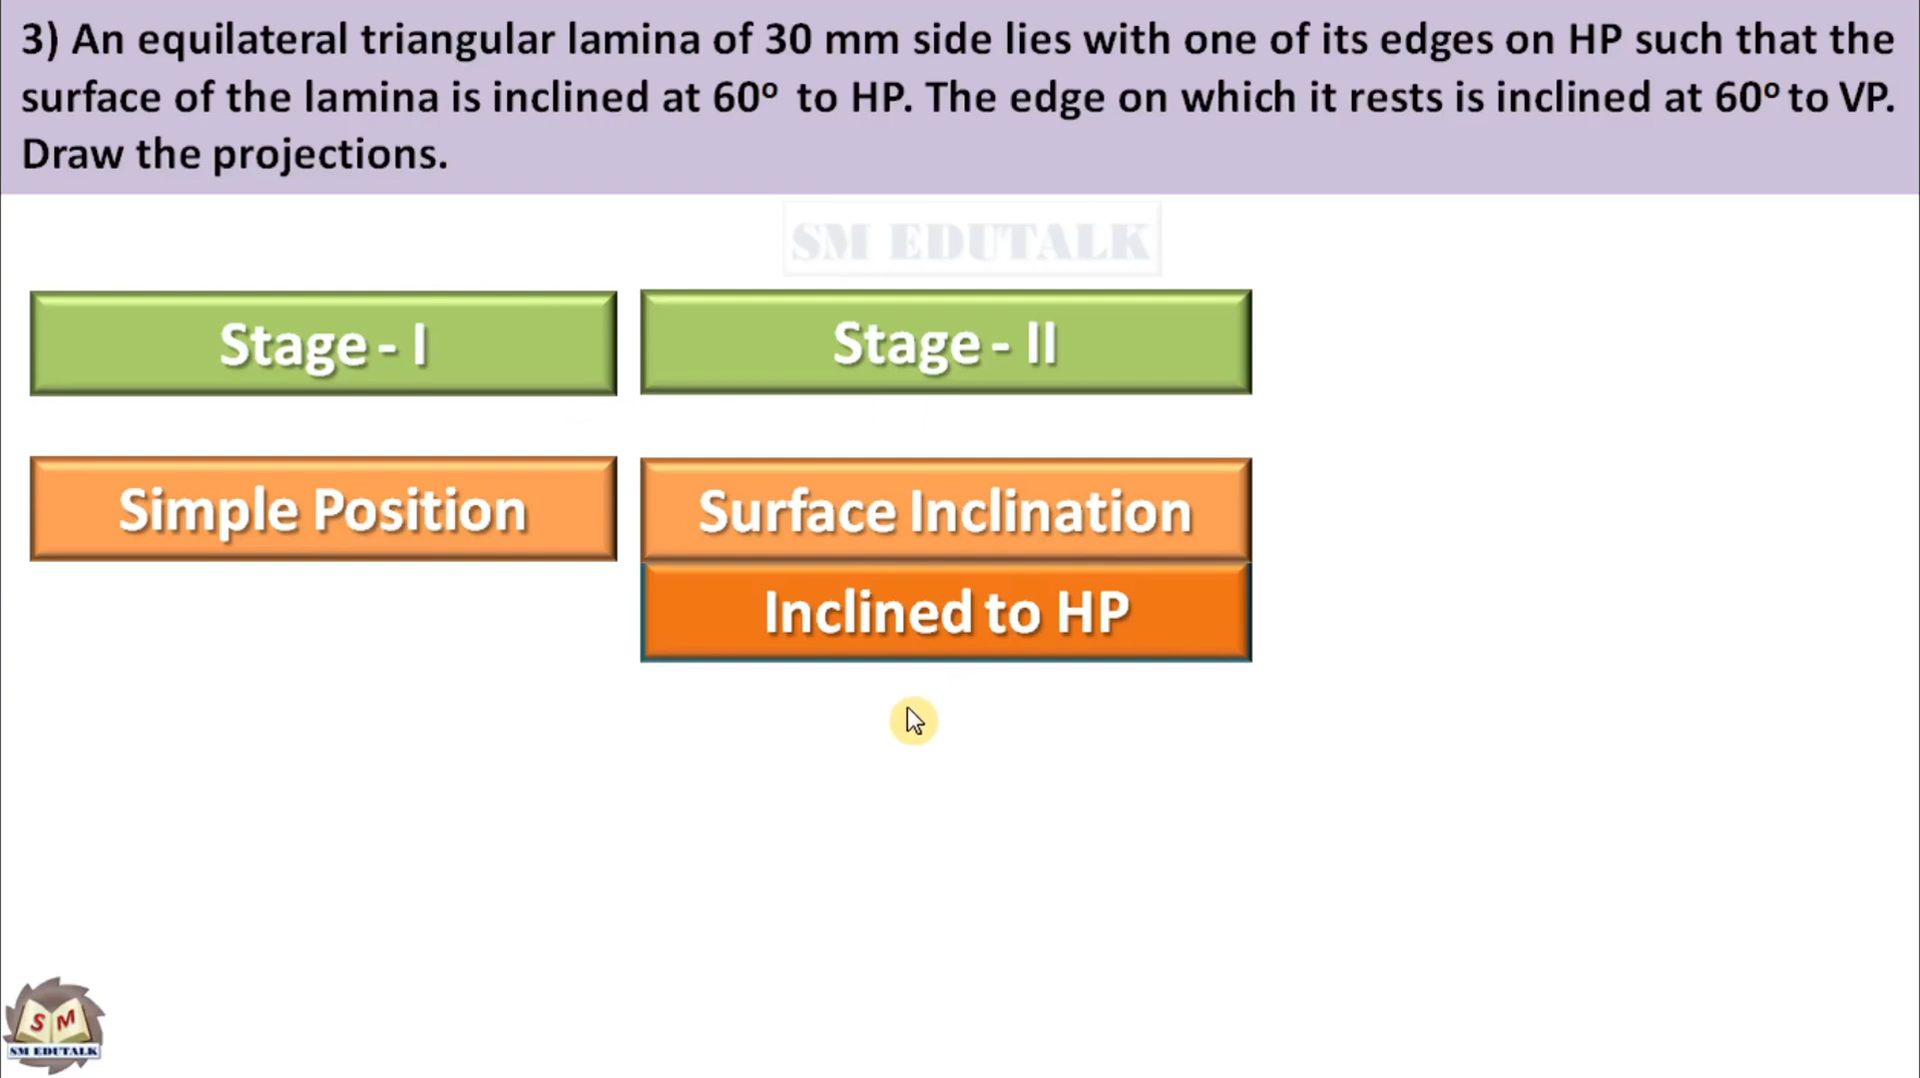 3) An equilateral triangular lamina of 30 mm side lies with one of its edges on HP such that the
surface of the lamina is inclined at 60º to HP. The edge on which it rests is inclined at 60º to VP.
Draw the projections.
SM EDUTALK
Stage - I
Stage - II
Simple Position
Surface Inclination
Inclined to HP
S M
SM EDUTALK